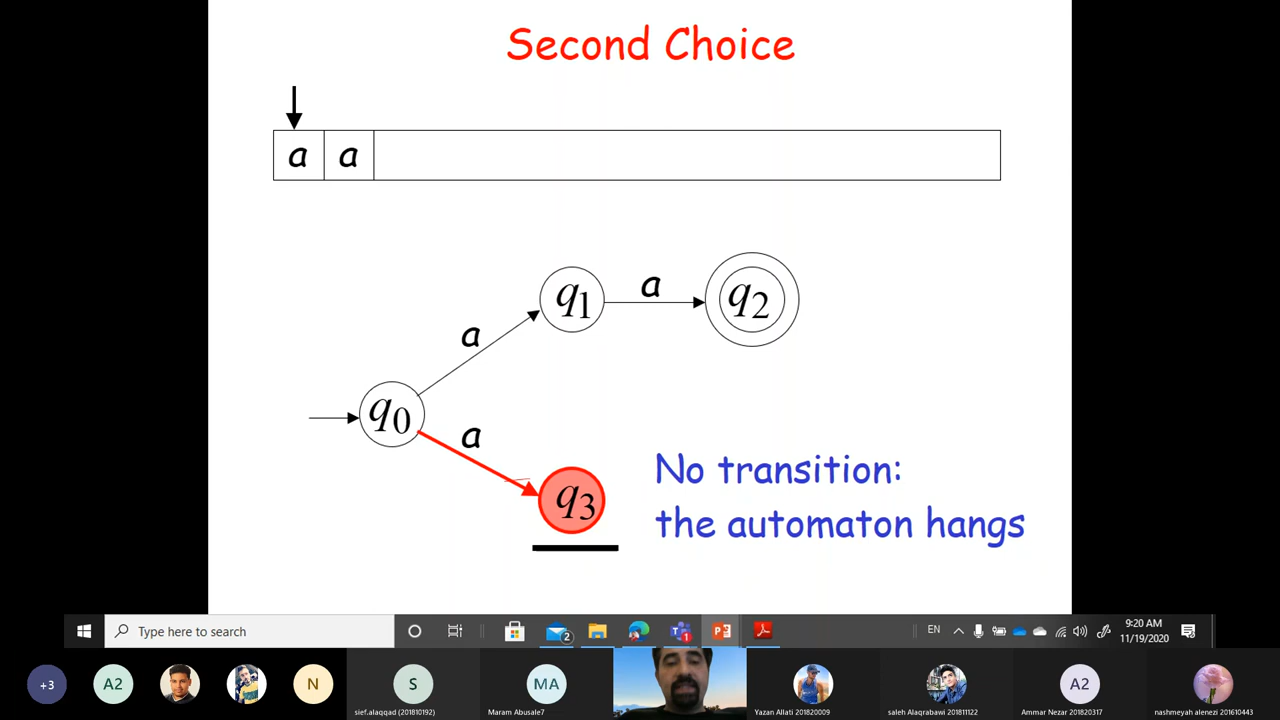 Second Choice
a a
q1 a q2
a
q0
a
q3
No transition:
the automaton hangs
Type here to search
2
1
EN
9:20 AM
11/19/2020
+3
A2
N
S
MA
A2
sief.alaqqad (201810192)
Maram Abusale7
Yazan Allati 201820009
saleh Alaqrabawi 201811122
Ammar Nezar 201820317
nashmeyah alenezi 201610443